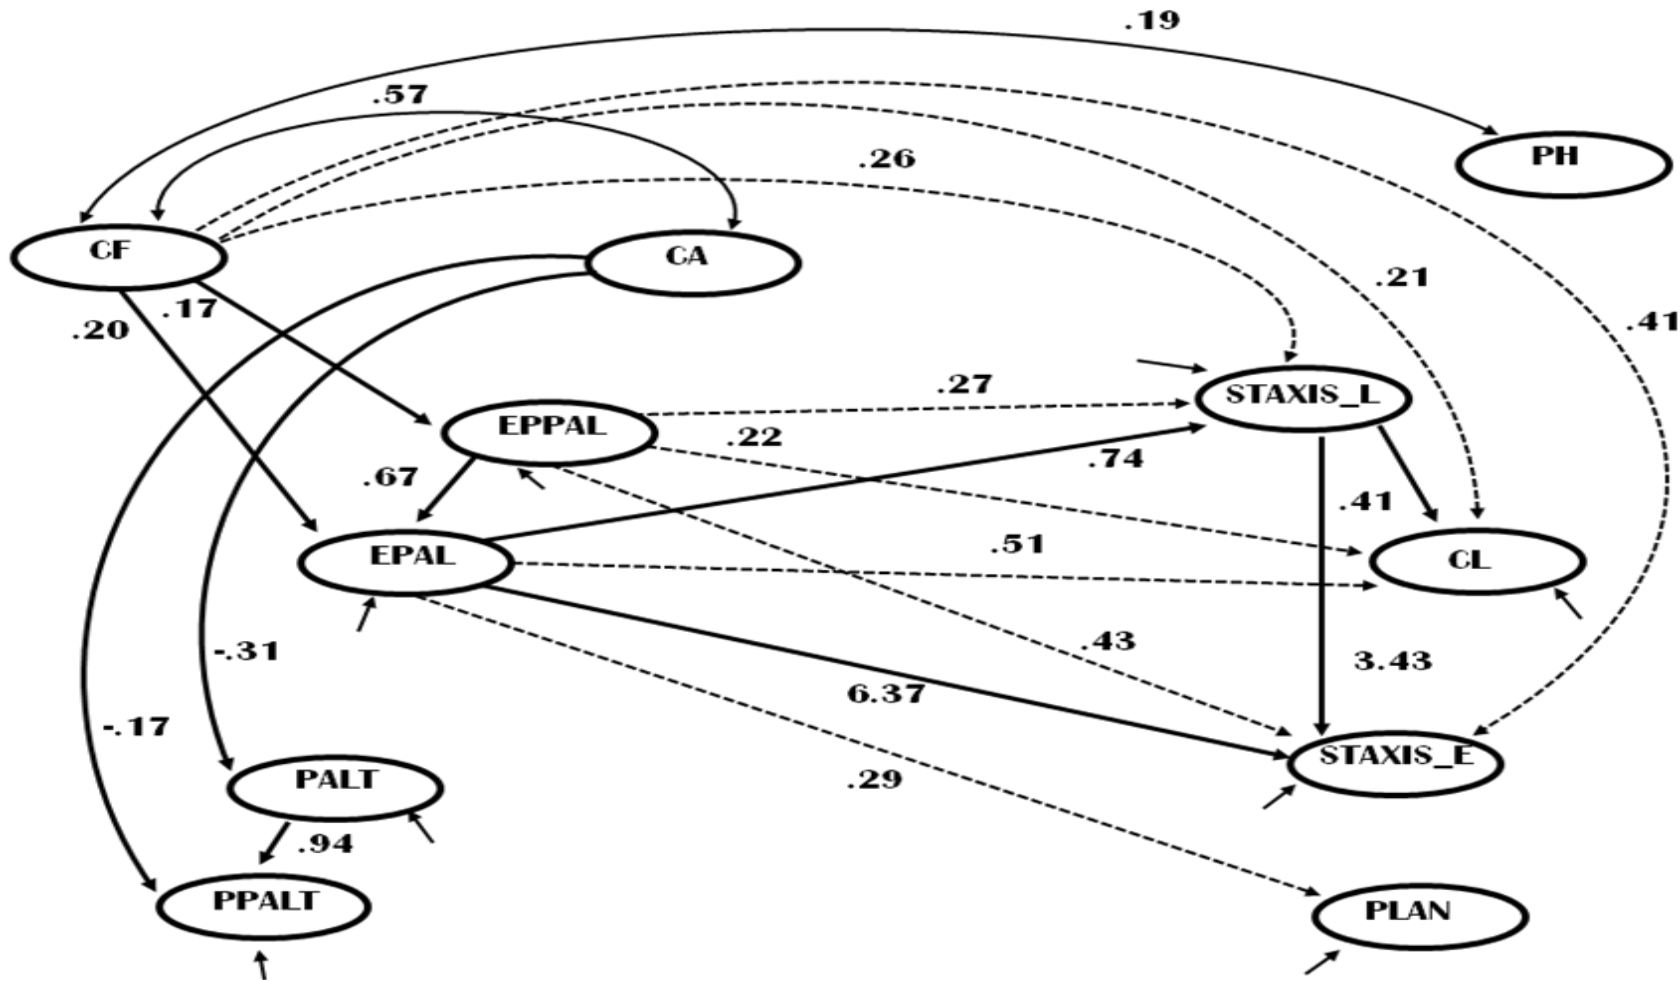 .19
.57
PH
.26
CF
CA
.21
.17
.20
.41
.27
STAXIS_L
EPPAL
.22
.74
.67
.41
EPAL
.51
CL
-.31
.43
3.43
6.37
-.17
STAXIS_E
PALT
.29
.94
PPALT
PLAN